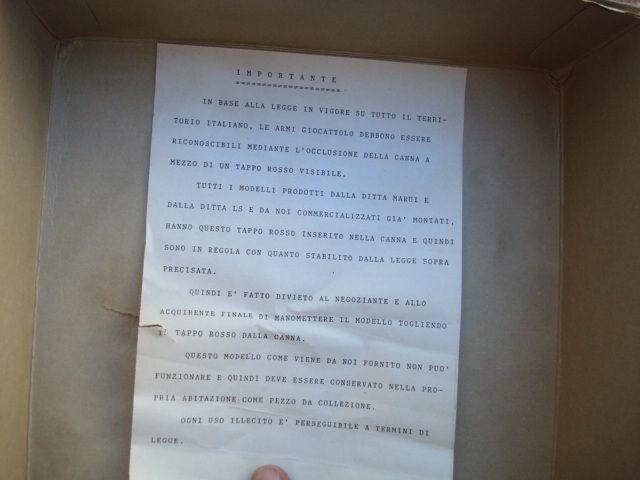 IMPORTANTE
====================
IN BASE ALLA LEGGE IN VIGORE SU TUTTO IL TERRI-
TORIO ITALIANO, LE ARMI GIOCATTOLO DEBBONO ESSERE
RICONOSCIBILI MEDIANTE L'OCCLUSIONE DELLA CANNA A
MEZZO DI UN TAPPO ROSSO VISIBILE.
TUTTI I MODELLI PRODOTTI DALLA DITTA MARUI E
DALLA DITTA LS E DA NOI COMMERCIALIZZATI GIA' MONTATI,
HANNO QUESTO TAPPO ROSSO INSERITO NELLA CANNA E QUINDI
SONO IN REGOLA CON QUANTO STABILITO DALLA LEGGE SOPRA
PRECISATA.
QUINDI E' FATTO DIVIETO AL NEGOZIANTE E ALLO
ACQUIRENTE FINALE DI MANOMETTERE IL MODELLO TOGLIENDO
IL TAPPO ROSSO DALLA CANNA.
QUESTO MODELLO COME VIENE DA NOI FORNITO NON PUO'
FUNZIONARE E QUINDI DEVE ESSERE CONSERVATO NELLA PRO-
PRIA ABITAZIONE COME PEZZO DA COLLEZIONE.
OGNI USO ILLECITO E' PERSEGUIBILE A TERMINI DI
LEGGE.